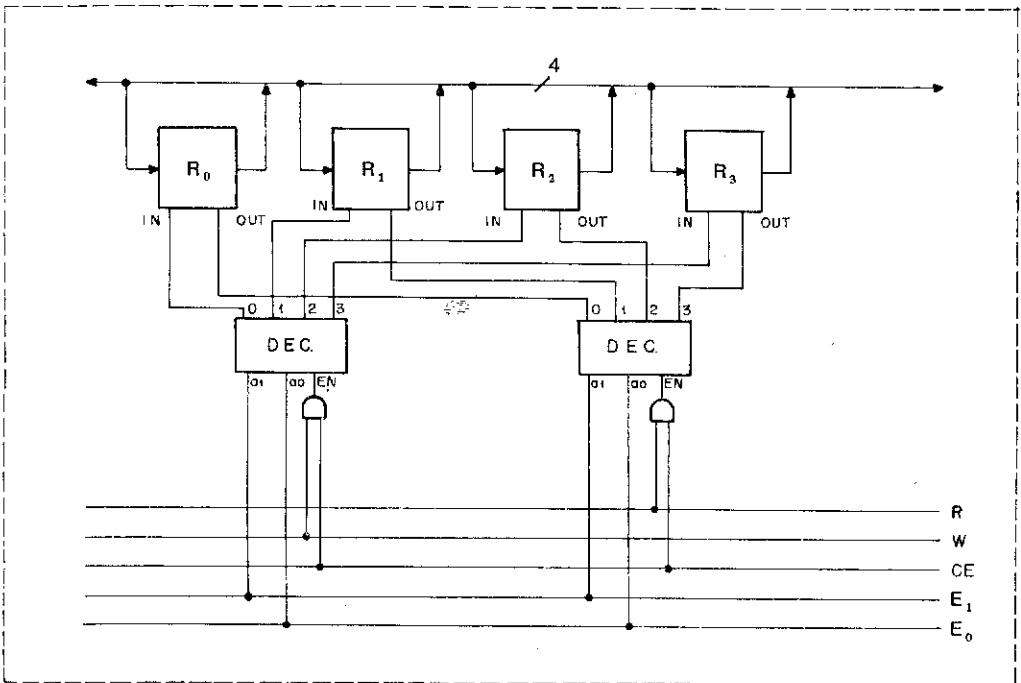 4
R₀ R₁ R₂ R₃
IN OUT IN OUT IN OUT IN OUT
0 1 2 3 0 1 2 3
DEC. DEC.
a1 a0 EN a1 a0 EN
R
W
CE
E₁
E₀